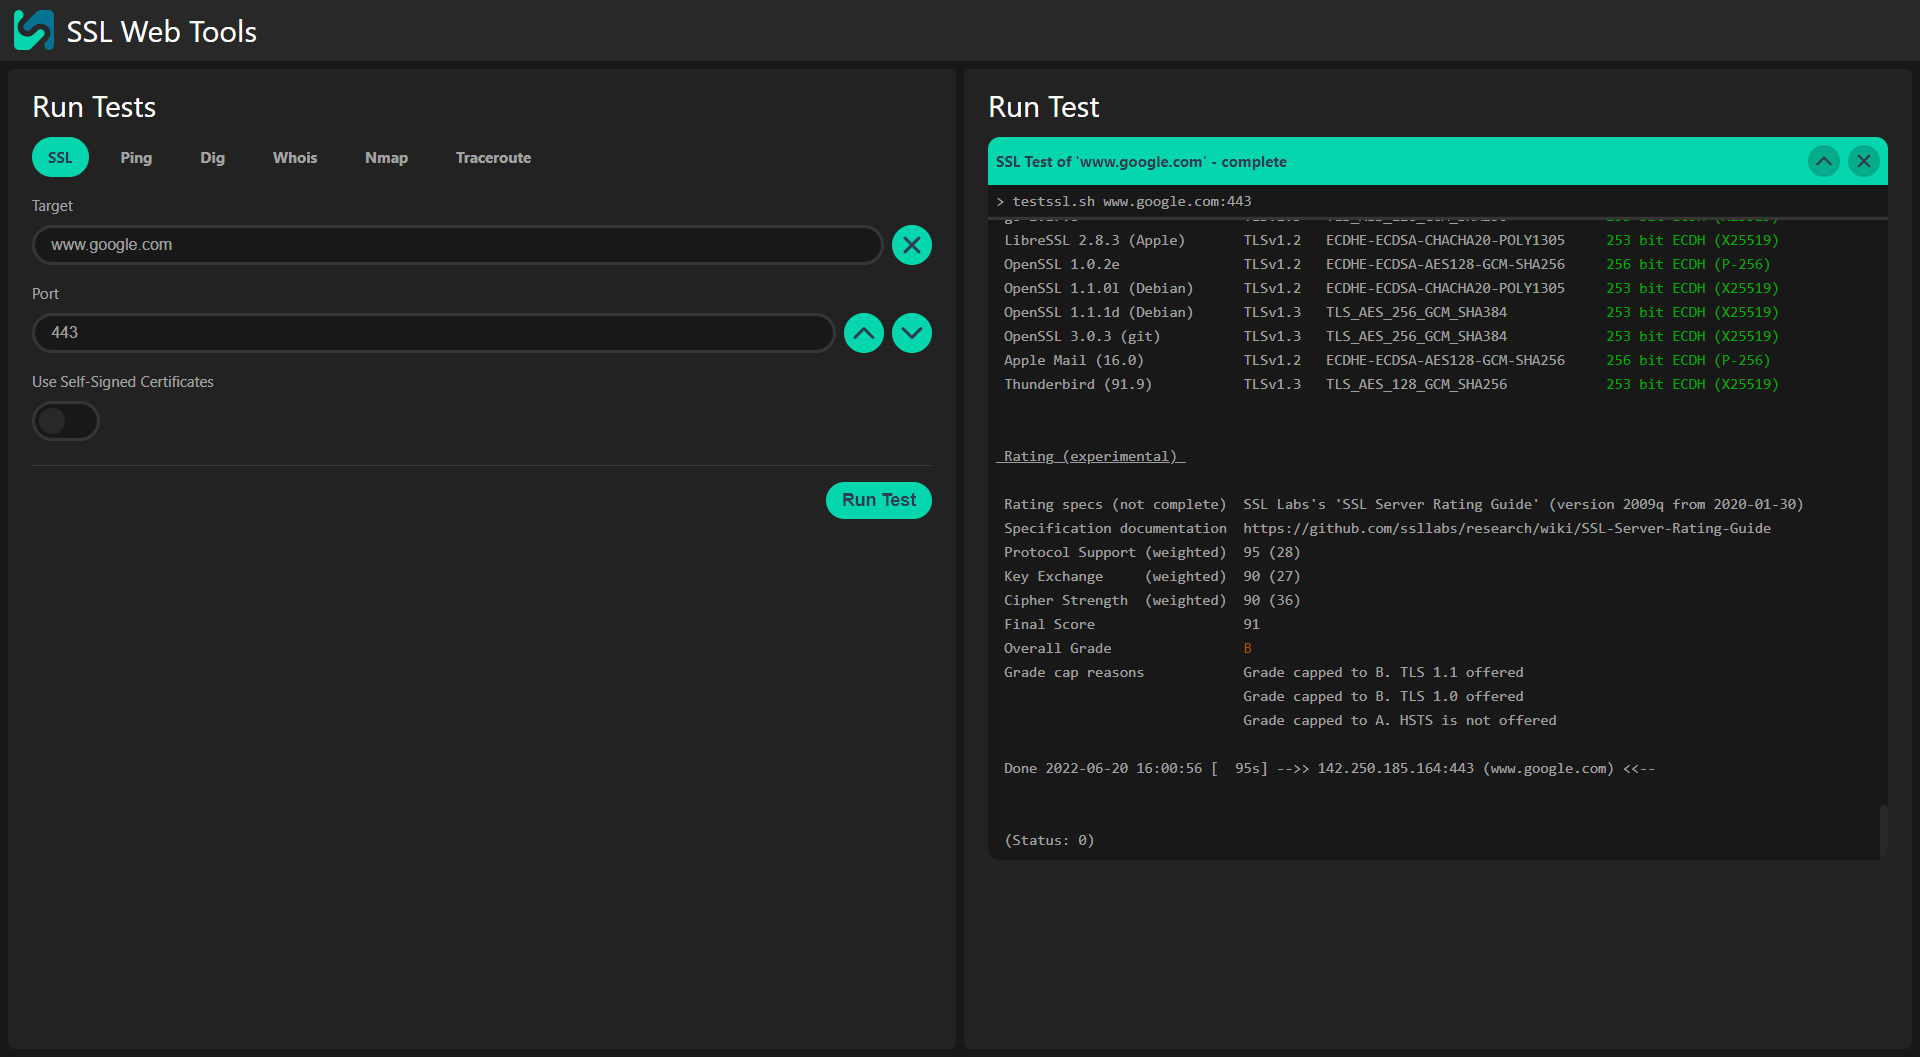 SSL Web Tools
Run Tests
SSL Ping Dig Whois Nmap Traceroute
Target
www.google.com
Port
443
Use Self-Signed Certificates
Run Test
Run Test
SSL Test of 'www.google.com' - complete
> testssl.sh www.google.com:443
LibreSSL 2.8.3 (Apple) TLSv1.2 ECDHE-ECDSA-CHACHA20-POLY1305 253 bit ECDH (X25519)
OpenSSL 1.0.2e TLSv1.2 ECDHE-ECDSA-AES128-GCM-SHA256 256 bit ECDH (P-256)
OpenSSL 1.1.0l (Debian) TLSv1.2 ECDHE-ECDSA-CHACHA20-POLY1305 253 bit ECDH (X25519)
OpenSSL 1.1.1d (Debian) TLSv1.3 TLS_AES_256_GCM_SHA384 253 bit ECDH (X25519)
OpenSSL 3.0.3 (git) TLSv1.3 TLS_AES_256_GCM_SHA384 253 bit ECDH (X25519)
Apple Mail (16.0) TLSv1.2 ECDHE-ECDSA-AES128-GCM-SHA256 256 bit ECDH (P-256)
Thunderbird (91.9) TLSv1.3 TLS_AES_128_GCM_SHA256 253 bit ECDH (X25519)
Rating (experimental)
Rating specs (not complete) SSL Labs's 'SSL Server Rating Guide' (version 2009q from 2020-01-30)
Specification documentation https://github.com/ssllabs/research/wiki/SSL-Server-Rating-Guide
Protocol Support (weighted) 95 (28)
Key Exchange (weighted) 90 (27)
Cipher Strength (weighted) 90 (36)
Final Score 91
Overall Grade B
Grade cap reasons Grade capped to B. TLS 1.1 offered
Grade capped to B. TLS 1.0 offered
Grade capped to A. HSTS is not offered
Done 2022-06-20 16:00:56 [ 95s] -->> 142.250.185.164:443 (www.google.com) <<--
(Status: 0)